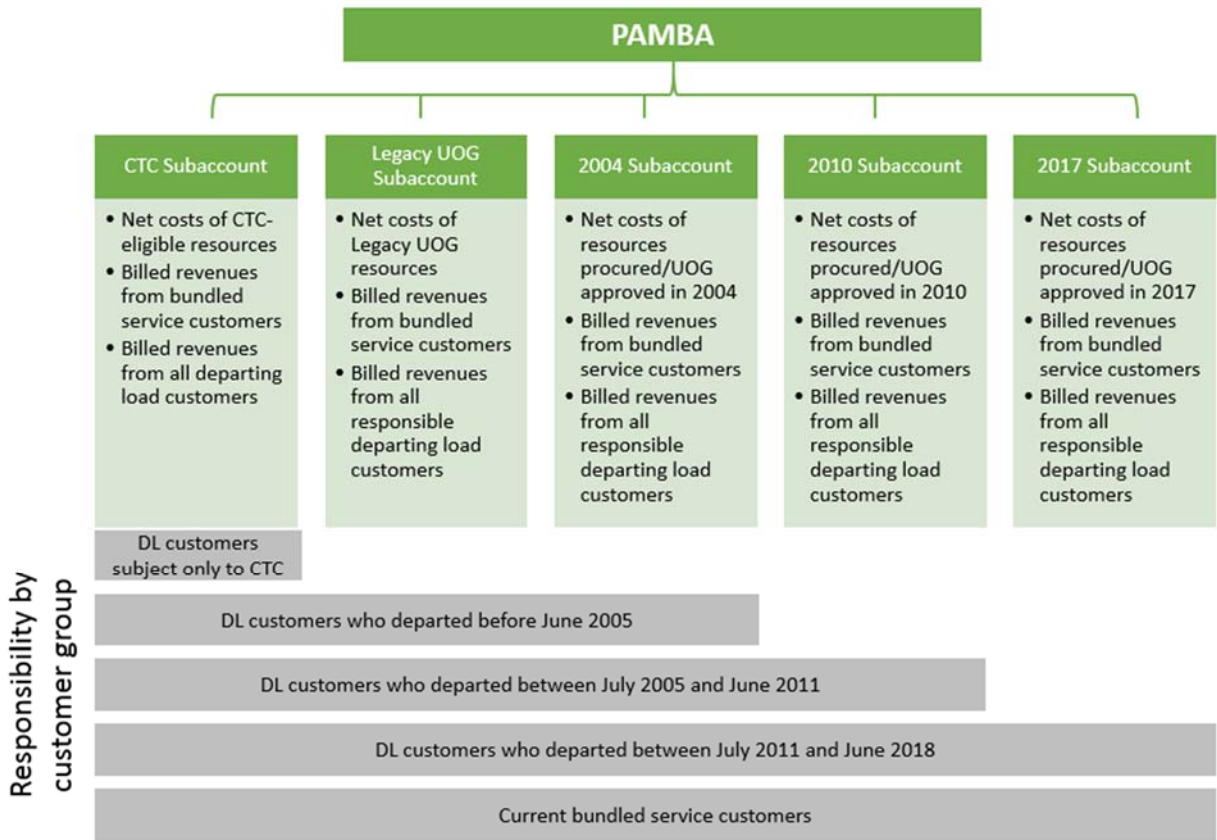 PAMBA
CTC Subaccount
• Net costs of CTC-
eligible resources
• Billed revenues
from bundled
service customers
• Billed revenues
from all departing
load customers
Legacy UOG
Subaccount
• Net costs of
Legacy UOG
resources
• Billed revenues
from bundled
service customers
• Billed revenues
from all
responsible
departing load
customers
2004 Subaccount
• Net costs of
resources
procured/UOG
approved in 2004
• Billed revenues
from bundled
service customers
• Billed revenues
from all
responsible
departing load
customers
2010 Subaccount
• Net costs of
resources
procured/UOG
approved in 2010
• Billed revenues
from bundled
service customers
• Billed revenues
from all
responsible
departing load
customers
2017 Subaccount
• Net costs of
resources
procured/UOG
approved in 2017
• Billed revenues
from bundled
service customers
• Billed revenues
from all
responsible
departing load
customers
Responsibility by
customer group
DL customers
subject only to CTC
DL customers who departed before June 2005
DL customers who departed between July 2005 and June 2011
DL customers who departed between July 2011 and June 2018
Current bundled service customers